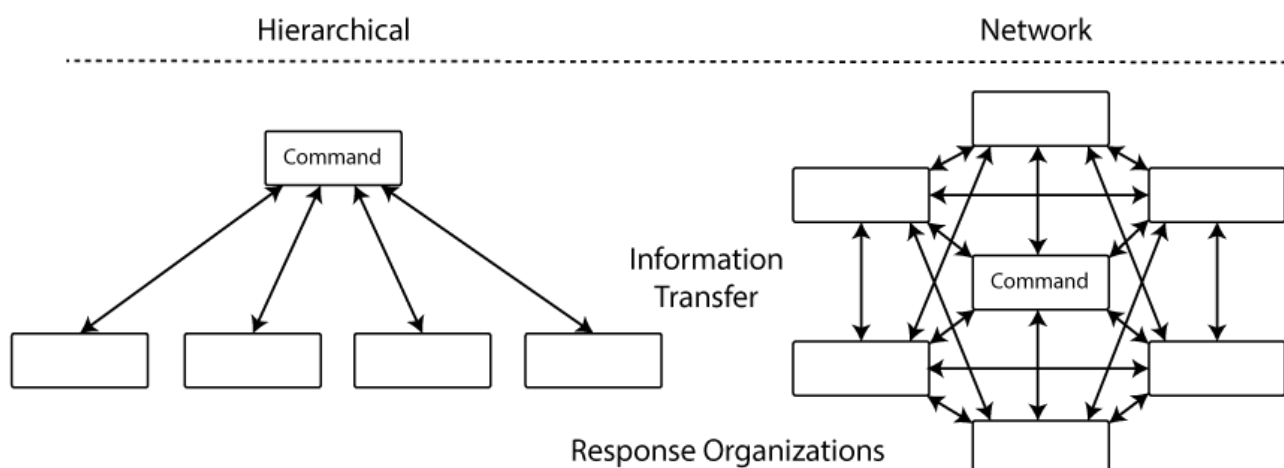 Hierarchical
Network
Command
Information
Transfer
Command
Response Organizations